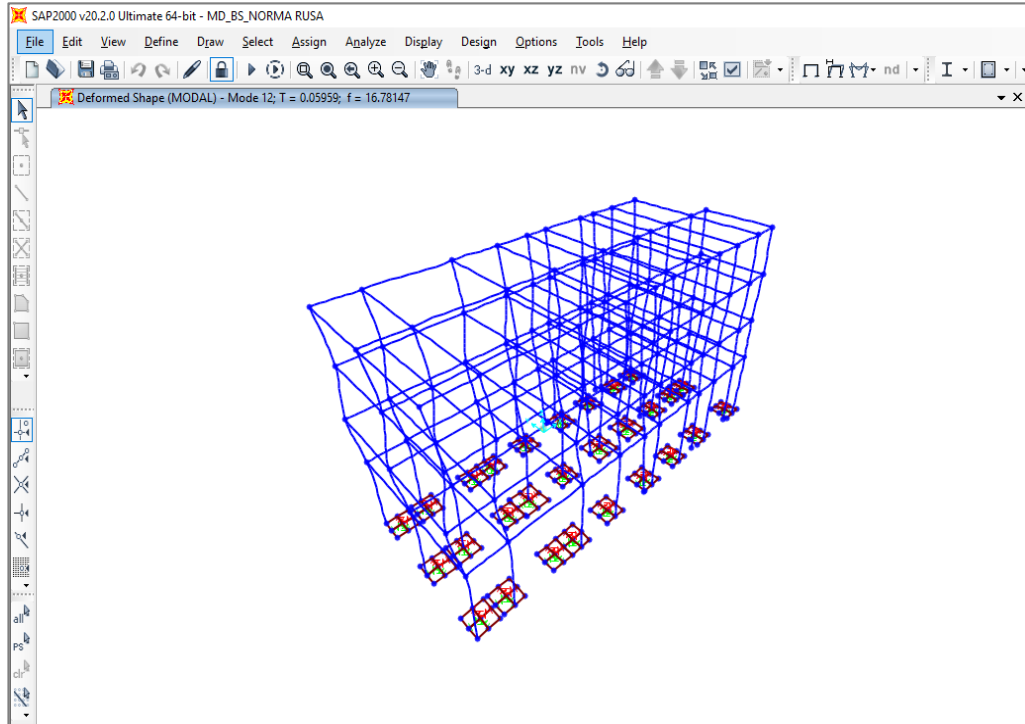 SAP2000 v20.2.0 Ultimate 64-bit - MD_BS_NORMA RUSA
File Edit View Define Draw Select Assign Analyze Display Design Options Tools Help
3-d xy xz yz nv nd
Deformed Shape (MODAL) - Mode 12; T = 0.05959; f = 16.78147
all
PS
clr